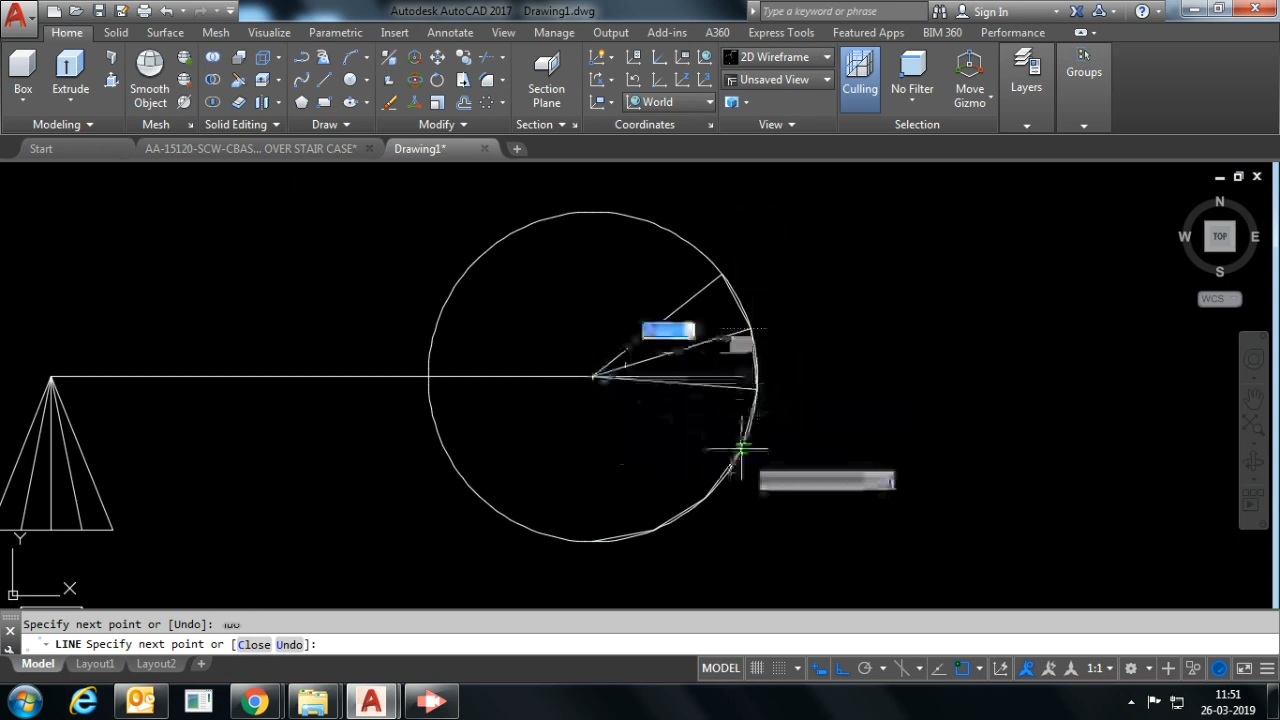 Autodesk AutoCAD 2017 Drawing1.dwg
Type a keyword or phrase
Sign In
Home Solid Surface Mesh Visualize Parametric Insert Annotate View Manage Output Add-ins A360 Express Tools Featured Apps BIM 360 Performance
Box
Extrude
Smooth Object
Section Plane
World
2D Wireframe
Unsaved View
Culling
No Filter
Move Gizmo
Layers
Groups
Modeling Mesh Solid Editing Draw Modify Section Coordinates View Selection
Start AA-15120-SCW-CBAS... OVER STAIR CASE* Drawing1*
N
W TOP E
S
WCS
Y
X
Specify next point or [Undo]:
LINE Specify next point or [Close Undo]:
Model Layout1 Layout2
MODEL 1:1
11:51
26-03-2019